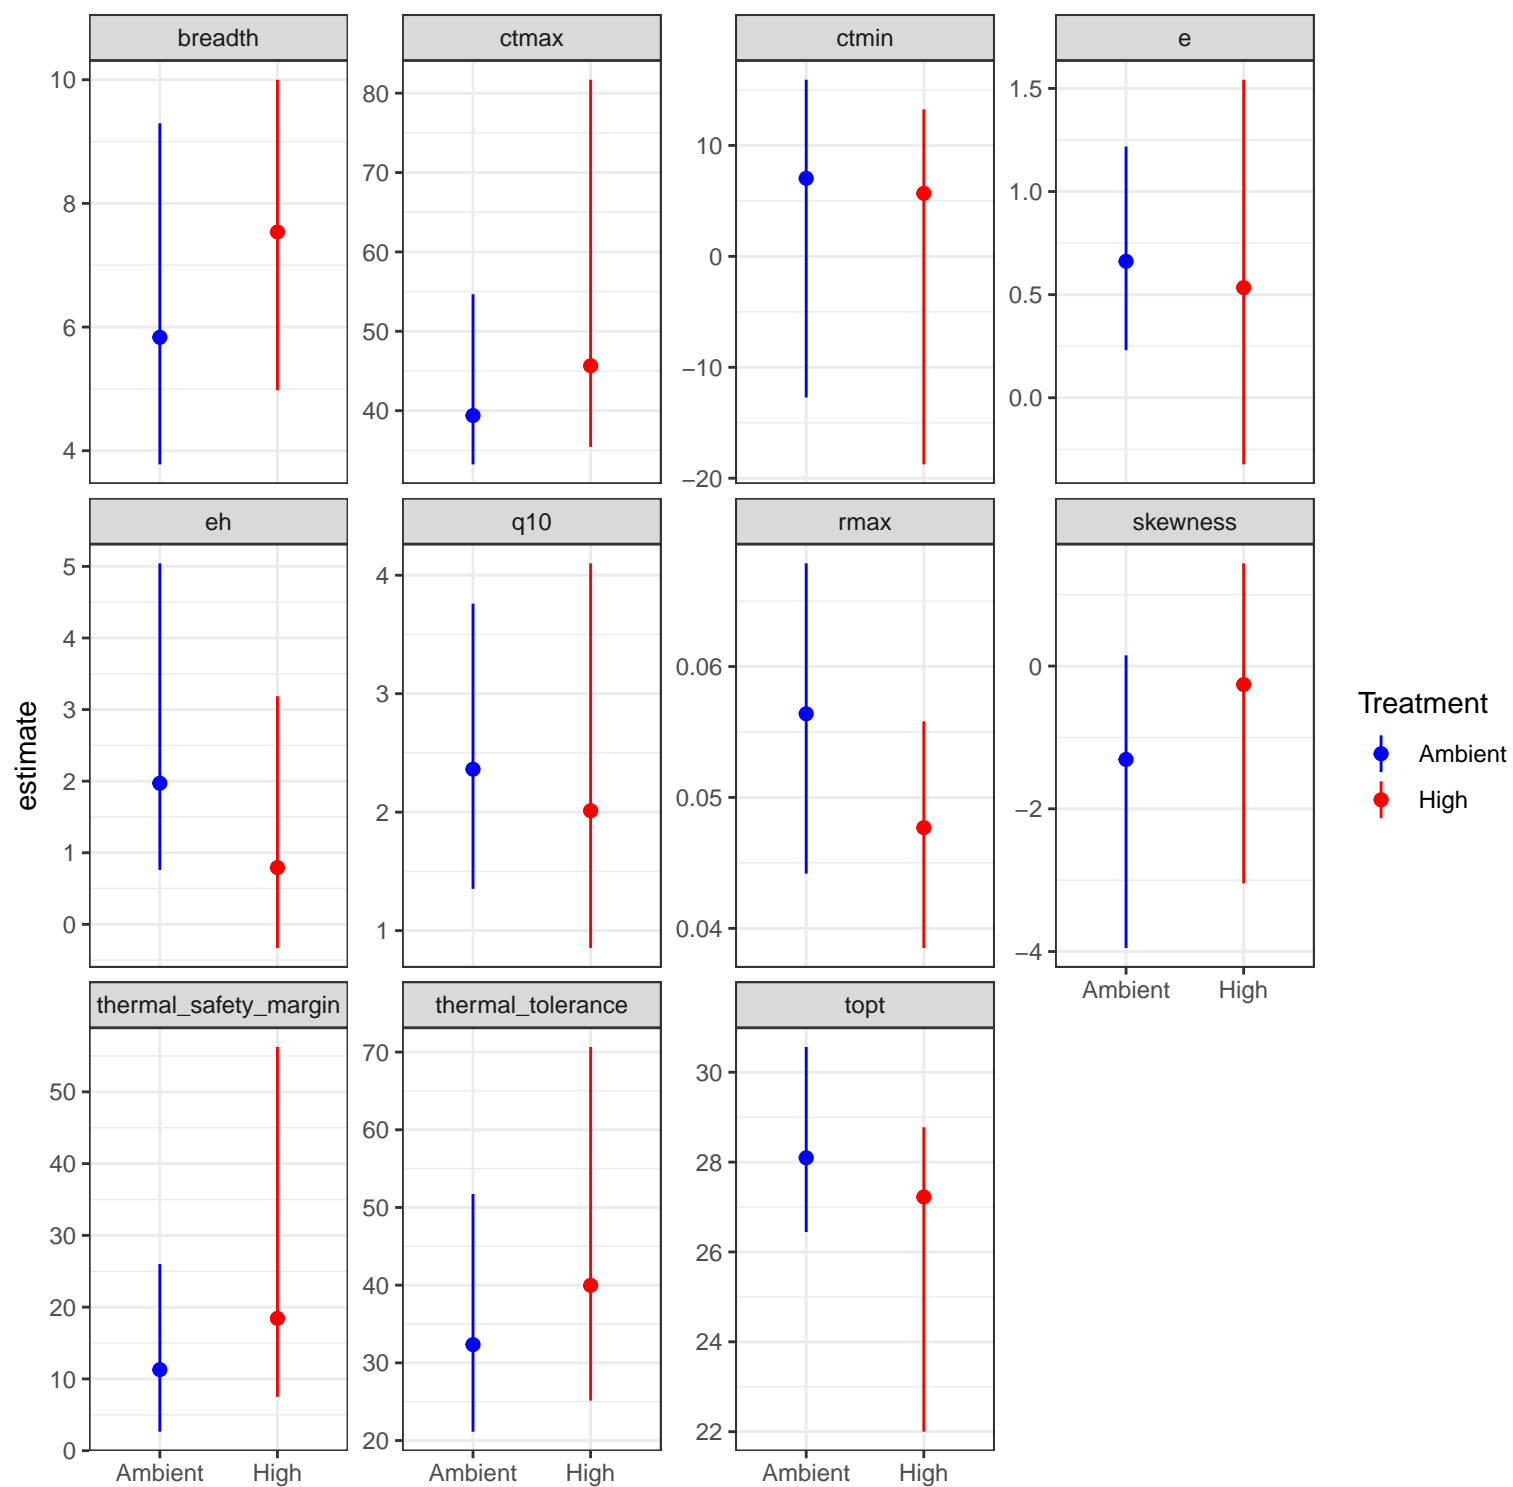 breadth
ctmax
ctmin
e
10
8
6
4
80
70
60
50
40
10
0
−10
−20
1.5
1.0
0.5
0.0
eh
q10
rmax
skewness
5
4
3
2
1
0
4
3
2
1
0.06
0.05
0.04
0
−2
−4
Ambient High
thermal_safety_margin
thermal_tolerance
topt
50
40
30
20
10
0
70
60
50
40
30
20
30
28
26
24
22
Ambient High
Ambient High
Ambient High
estimate
Treatment
Ambient
High